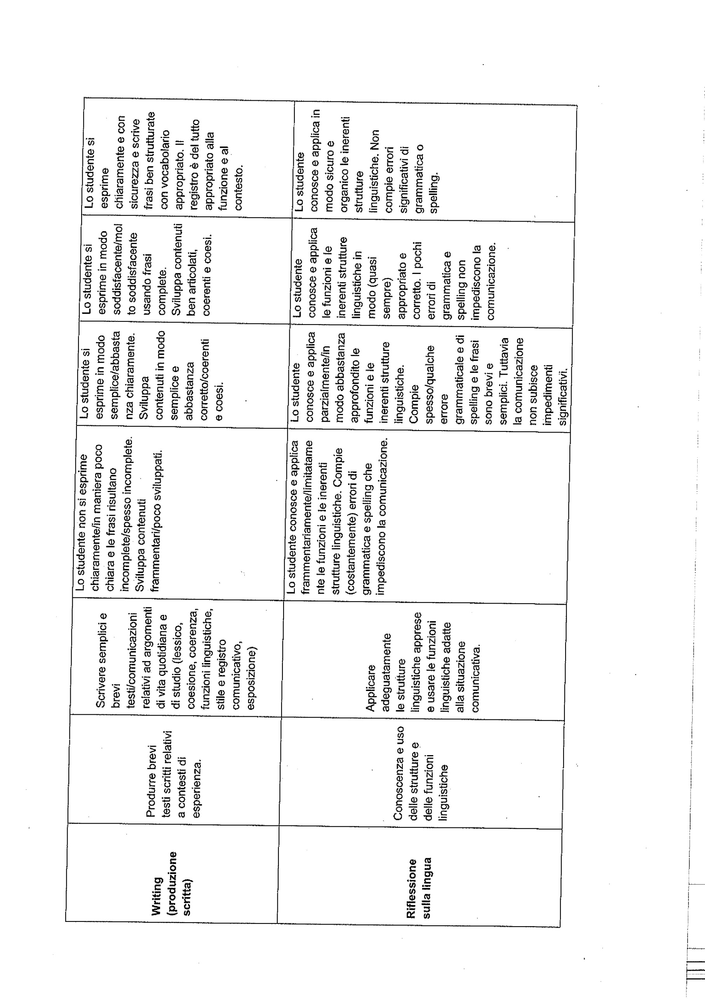 Writing
(produzione
scritta)
Produrre brevi
testi scritti relativi
a contesti di
esperienza.
Scrivere semplici e
brevi
testi/comunicazioni
relativi ad argomenti
di vita quotidiana e
di studio (lessico,
coesione, coerenza,
funzioni linguistiche,
stile e registro
comunicativo,
esposizione)
Lo studente non si esprime
chiaramente/in maniera poco
chiara e le frasi risultano
incomplete/spesso incomplete.
Sviluppa contenuti
frammentari/poco sviluppati.
Lo studente si
esprime in modo
semplice/abbasta
nza chiaramente.
Sviluppa
contenuti in modo
semplice e
abbastanza
corretto/coerenti
e coesi.
Lo studente si
esprime in modo
soddisfacente/mol
to soddisfacente
usando frasi
complete.
Sviluppa contenuti
ben articolati,
coerenti e coesi.
Lo studente si
esprime
chiaramente e con
sicurezza e scrive
frasi ben strutturate
con vocabolario
appropriato. Il
registro è del tutto
appropriato alla
funzione e al
contesto.
Riflessione
sulla lingua
Conoscenza e uso
delle strutture e
delle funzioni
linguistiche
Applicare
adeguatamente
le strutture
linguistiche apprese
e usare le funzioni
linguistiche adatte
alla situazione
comunicativa.
Lo studente conosce e applica
frammentariamente/limitatame
nte le funzioni e le inerenti
strutture linguistiche. Compie
(costantemente) errori di
grammatica e spelling che
impediscono la comunicazione.
Lo studente
conosce e applica
parzialmente/in
modo abbastanza
approfondito le
funzioni e le
inerenti strutture
linguistiche.
Compie
spesso/qualche
errore
grammaticale e di
spelling e le frasi
sono brevi e
semplici. Tuttavia
la comunicazione
non subisce
impedimenti
significativi.
Lo studente
conosce e applica
le funzioni e le
inerenti strutture
linguistiche in
modo (quasi
sempre)
appropriato e
corretto. I pochi
errori di
grammatica e
spelling non
impediscono la
comunicazione.
Lo studente
conosce e applica in
modo sicuro e
organico le inerenti
strutture
linguistiche. Non
compie errori
significativi di
grammatica o
spelling.